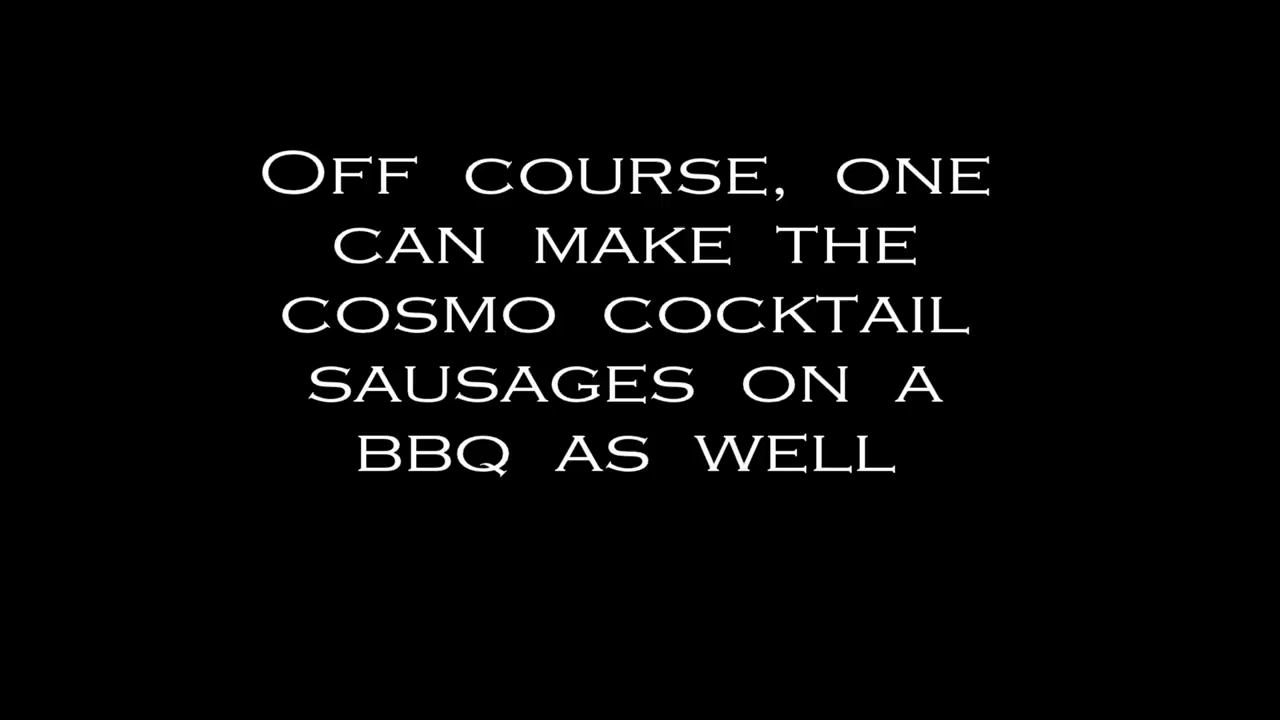 Off course, one
can make the
cosmo cocktail
sausages on a
bbq as well